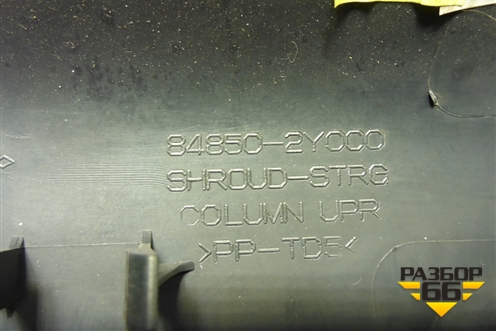 84850-2Y000
SHROUD-STRG
COLUMN UPR
>PP-TD5<
РАЗБОР
66